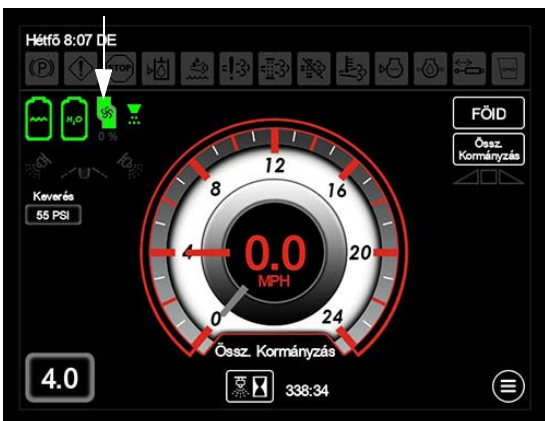 Hétfő 8:07 DE
(P)
STOP
H₂O
0 %
FÖlD
Össz.
Kormányzás
Keverés
55 PSI
0
4
8
12
16
20
24
0.0
MPH
Össz. Kormányzás
4.0
338:34